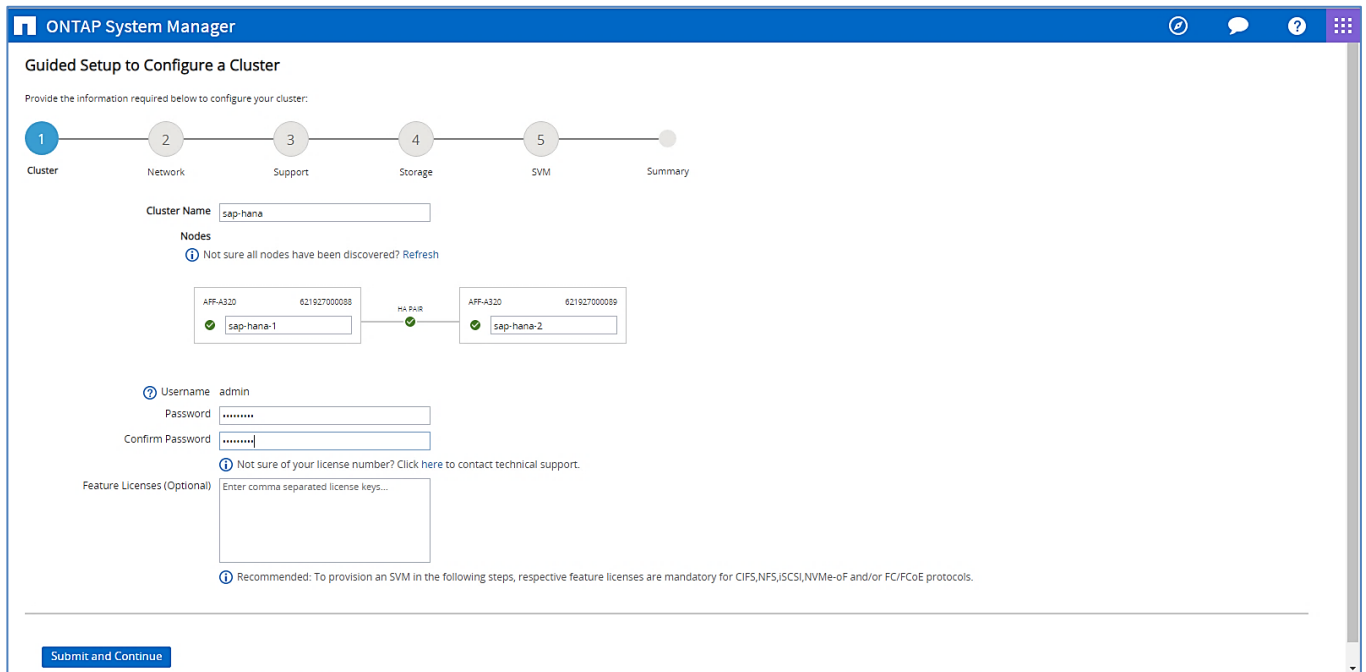 ONTAP System Manager
Guided Setup to Configure a Cluster
Provide the information required below to configure your cluster:
1
2
3
4
5
Cluster
Network
Support
Storage
SVM
Summary
Cluster Name sap-hana
Nodes
Not sure all nodes have been discovered? Refresh
AFF-A320 621927000088
sap-hana-1
HA PAIR
AFF-A320 621927000089
sap-hana-2
Username admin
Password •••••••••
Confirm Password •••••••••
Not sure of your license number? Click here to contact technical support.
Feature Licenses (Optional) Enter comma separated license keys...
Recommended: To provision an SVM in the following steps, respective feature licenses are mandatory for CIFS,NFS,iSCSI,NVMe-oF and/or FC/FCoE protocols.
Submit and Continue